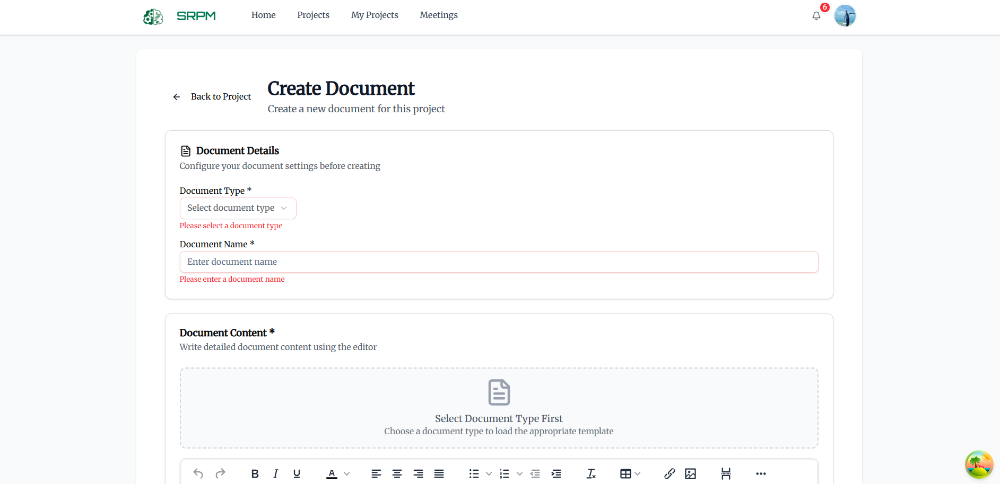 SRPM
Home Projects My Projects Meetings
6
Back to Project
Create Document
Create a new document for this project
Document Details
Configure your document settings before creating
Document Type *
Select document type
Please select a document type
Document Name *
Enter document name
Please enter a document name
Document Content *
Write detailed document content using the editor
Select Document Type First
Choose a document type to load the appropriate template
B I U A